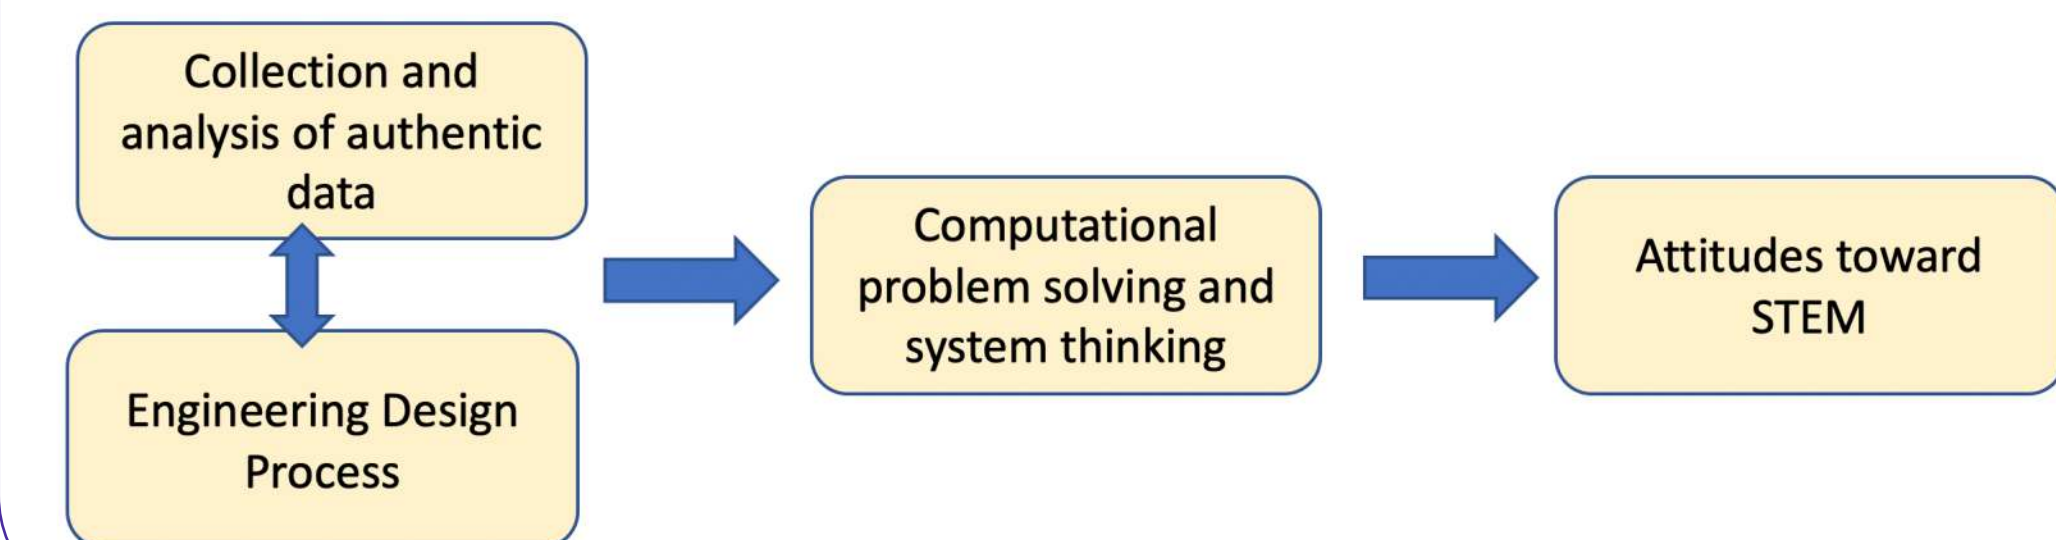 Collection and
analysis of authentic
data
Engineering Design
Process
Computational
problem solving and
system thinking
Attitudes toward
STEM